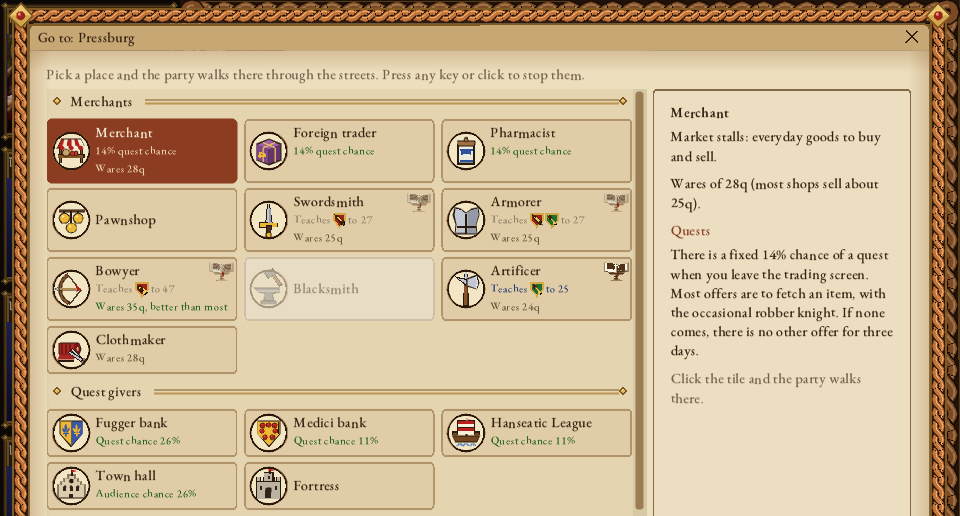 Go to: Pressburg
Pick a place and the party walks there through the streets. Press any key or click to stop them.
Merchants
Merchant
14% quest chance
Wares 28q
Foreign trader
14% quest chance
Pharmacist
14% quest chance
Pawnshop
Swordsmith
Teaches to 27
Wares 25q
Armorer
Teaches to 27
Wares 25q
Bowyer
Teaches to 47
Wares 35q, better than most
Blacksmith
Artificer
Teaches to 25
Wares 24q
Clothmaker
Wares 28q
Quest givers
Fugger bank
Quest chance 26%
Medici bank
Quest chance 11%
Hanseatic League
Quest chance 11%
Town hall
Audience chance 26%
Fortress
Merchant
Market stalls: everyday goods to buy
and sell.
Wares of 28q (most shops sell about
25q).
Quests
There is a fixed 14% chance of a quest
when you leave the trading screen.
Most offers are to fetch an item, with
the occasional robber knight. If none
comes, there is no other offer for three
days.
Click the tile and the party walks
there.